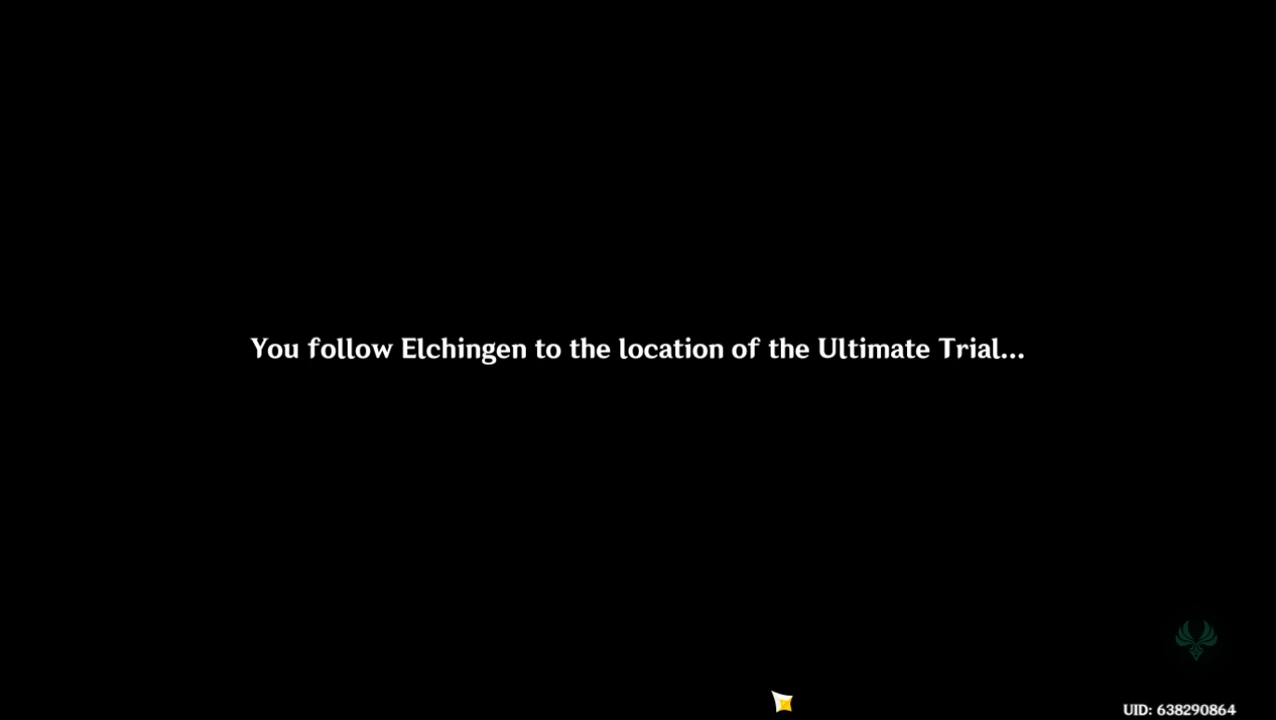 You follow Elchingen to the location of the Ultimate Trial...
UID: 638290864